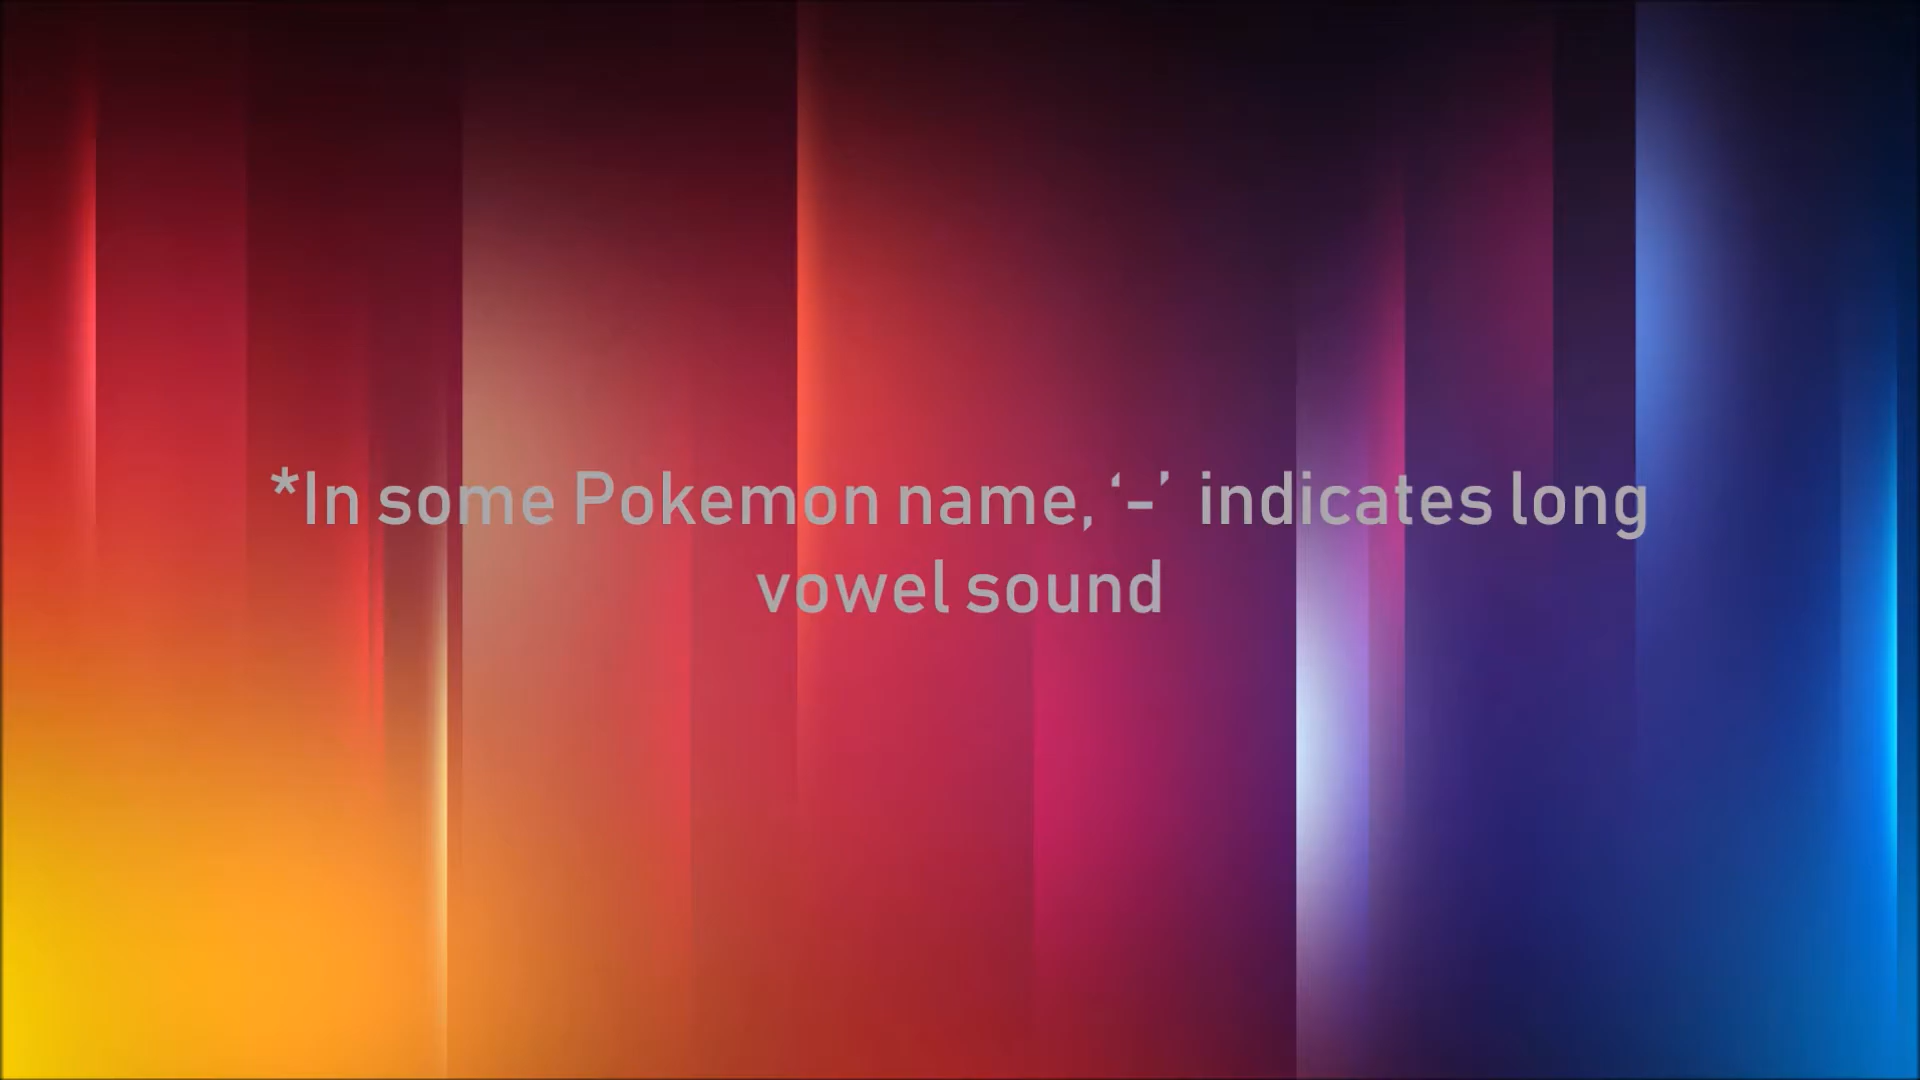 *In some Pokemon name, ‘-’ indicates long
vowel sound